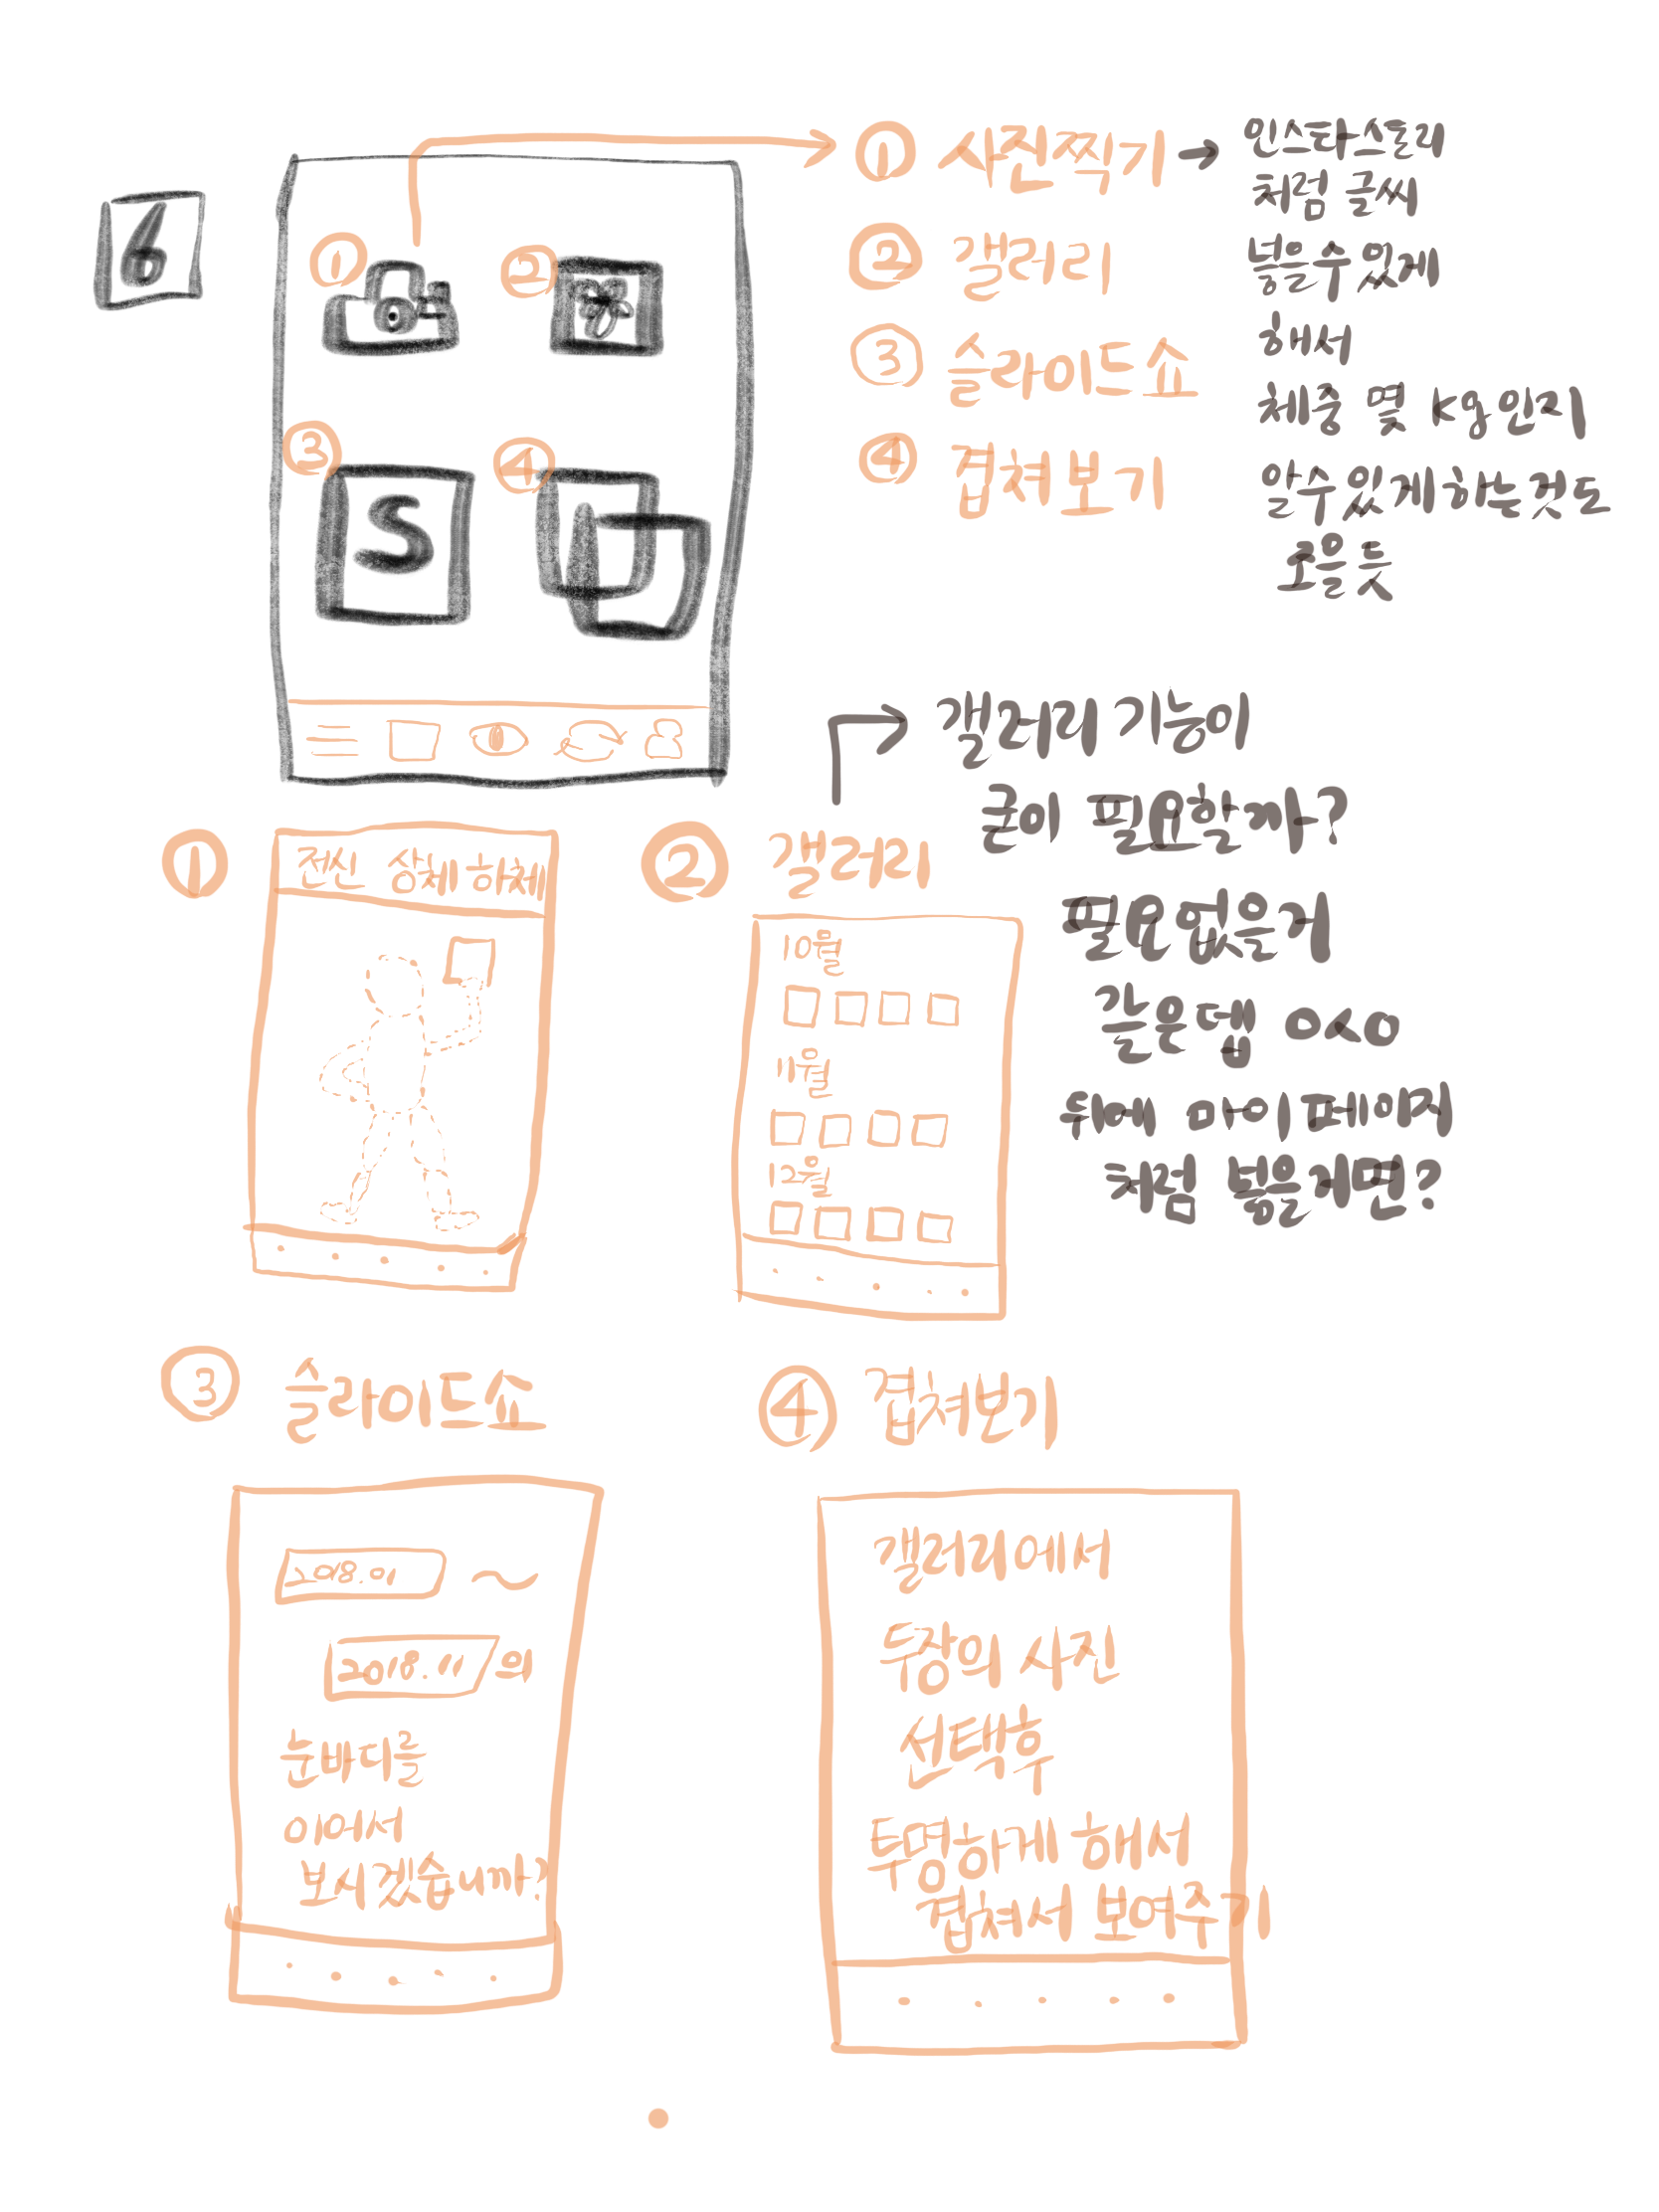 6
① 사진찍기 → 인스타스토리
처럼 글씨
넣을수있게
해서
체중 몇 kg인지
알수있게하는것도
조을듯
② 갤러리
③ 슬라이드쇼
④ 겹쳐보기
①
②
③
S
④
갤러리 기능이
굳이 필요할까?
필요없을거
같은뎁 ㅇㅅㅇ
뒤에 마이페이지
처럼 넣을거면?
①
전신 상체 하체
② 갤러리
10월
11월
12월
③ 슬라이드쇼
2018.01 ~
2018.11 의
눈바디를
이어서
보시겠습니까?
④ 겹쳐보기
갤러리에서
두장의 사진
선택후
투명하게 해서
겹쳐서 보여주기